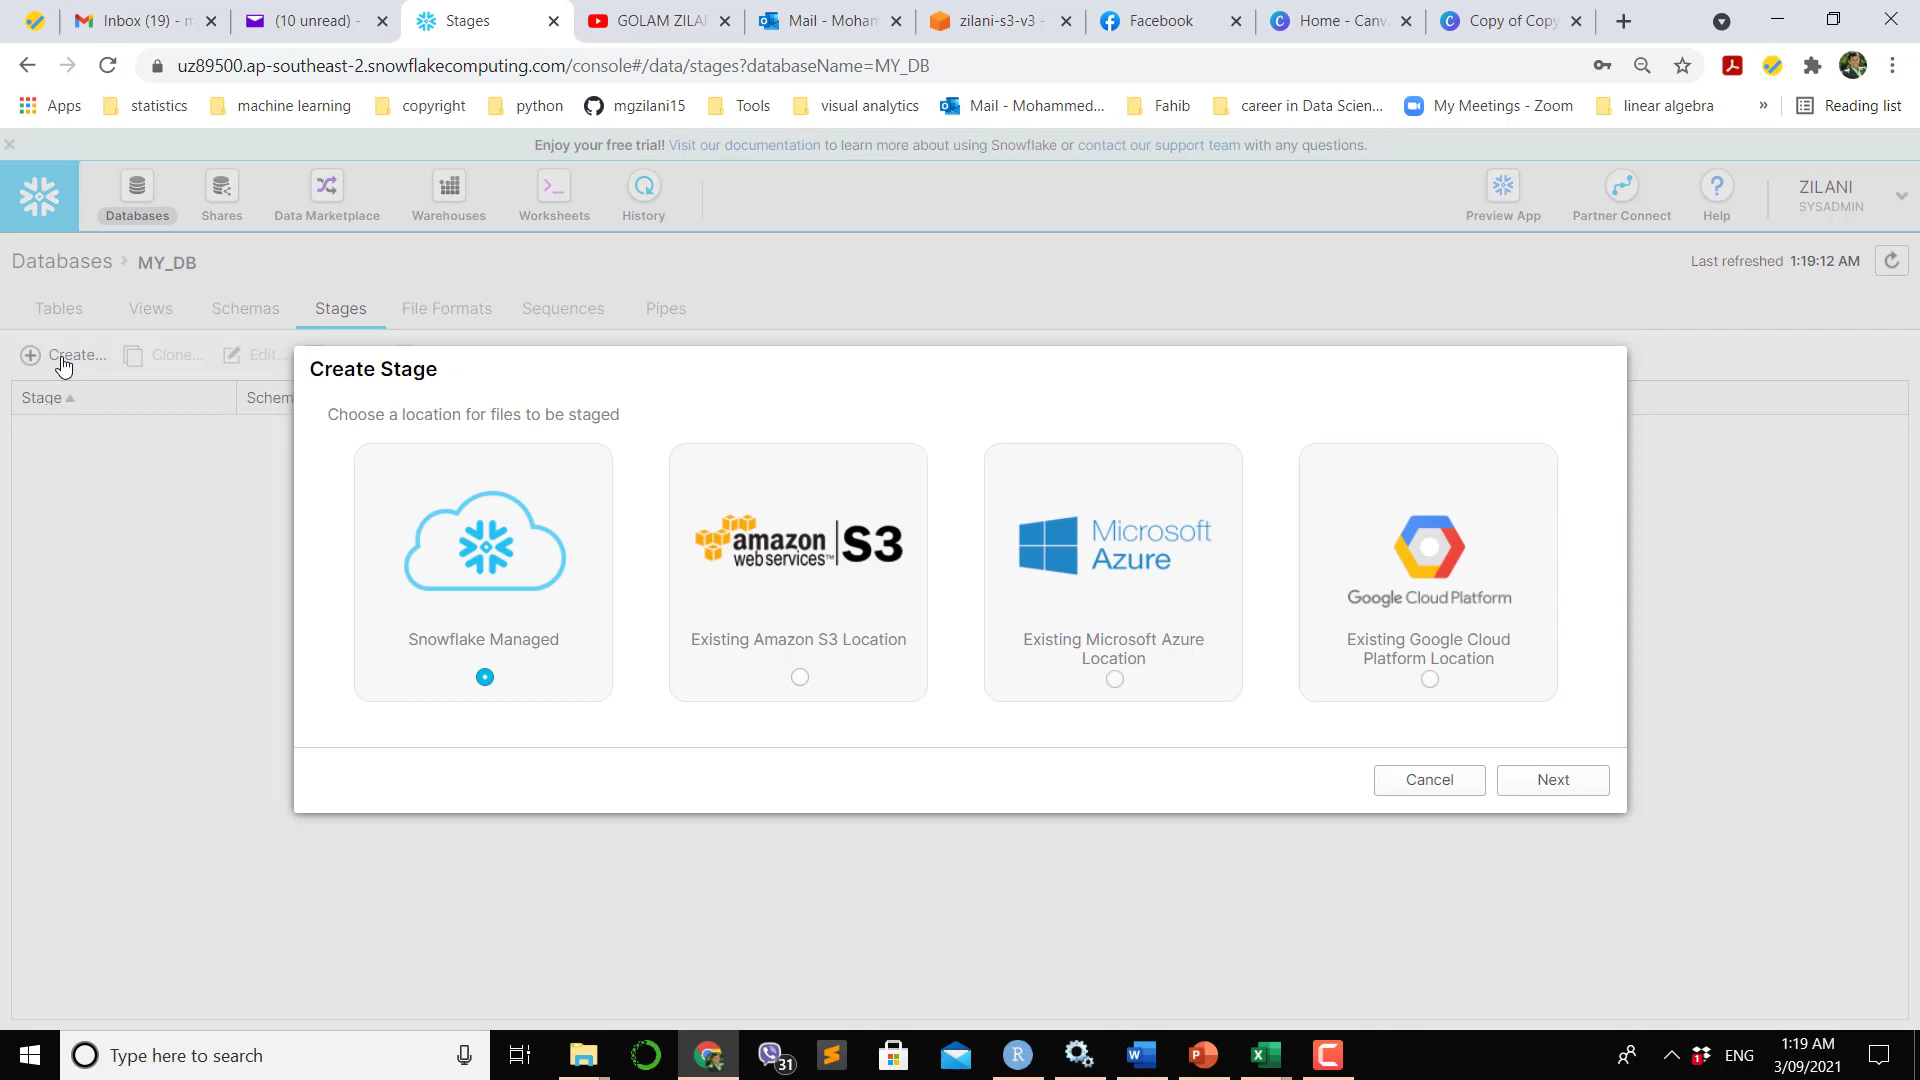 Inbox (19) - m
(10 unread) -
Stages
GOLAM ZILAN
Mail - Moham
zilani-s3-v3 -
Facebook
Home - Canv
Copy of Copy
uz89500.ap-southeast-2.snowflakecomputing.com/console#/data/stages?databaseName=MY_DB
Apps
statistics
machine learning
copyright
python
mgzilani15
Tools
visual analytics
Mail - Mohammed...
Fahib
career in Data Scien...
My Meetings - Zoom
linear algebra
»
Reading list
Enjoy your free trial! Visit our documentation to learn more about using Snowflake or contact our support team with any questions.
Databases
Shares
Data Marketplace
Warehouses
Worksheets
History
Preview App
Partner Connect
Help
ZILANI
SYSADMIN
Databases > MY_DB
Last refreshed 1:19:12 AM
Tables
Views
Schemas
Stages
File Formats
Sequences
Pipes
Create...
Clone...
Edit...
Stage
Schem
Create Stage
Choose a location for files to be staged
amazon
web services™
S3
Microsoft
Azure
Google Cloud Platform
Snowflake Managed
Existing Amazon S3 Location
Existing Microsoft Azure
Location
Existing Google Cloud
Platform Location
Cancel
Next
Type here to search
31
1
ENG
1:19 AM
3/09/2021